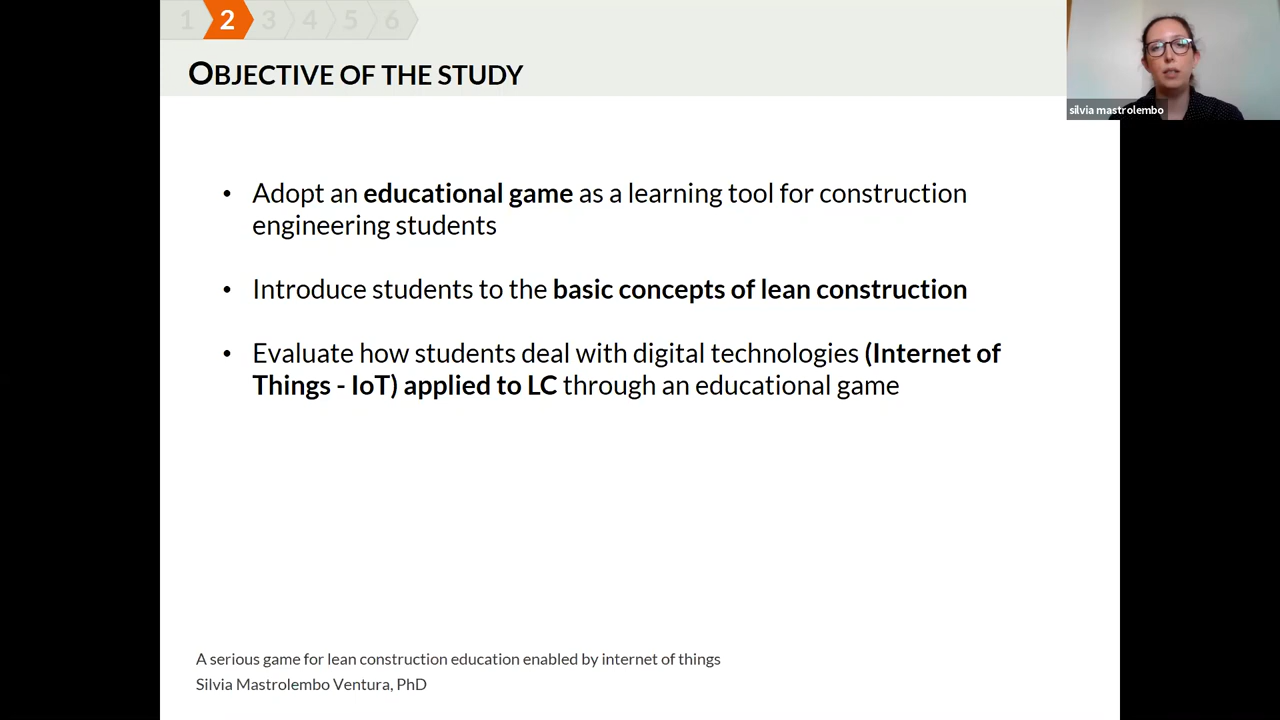 1 2 3 4 5 6
OBJECTIVE OF THE STUDY
silvia mastrolembo
• Adopt an educational game as a learning tool for construction
engineering students
• Introduce students to the basic concepts of lean construction
• Evaluate how students deal with digital technologies (Internet of
Things - IoT) applied to LC through an educational game
A serious game for lean construction education enabled by internet of things
Silvia Mastrolembo Ventura, PhD